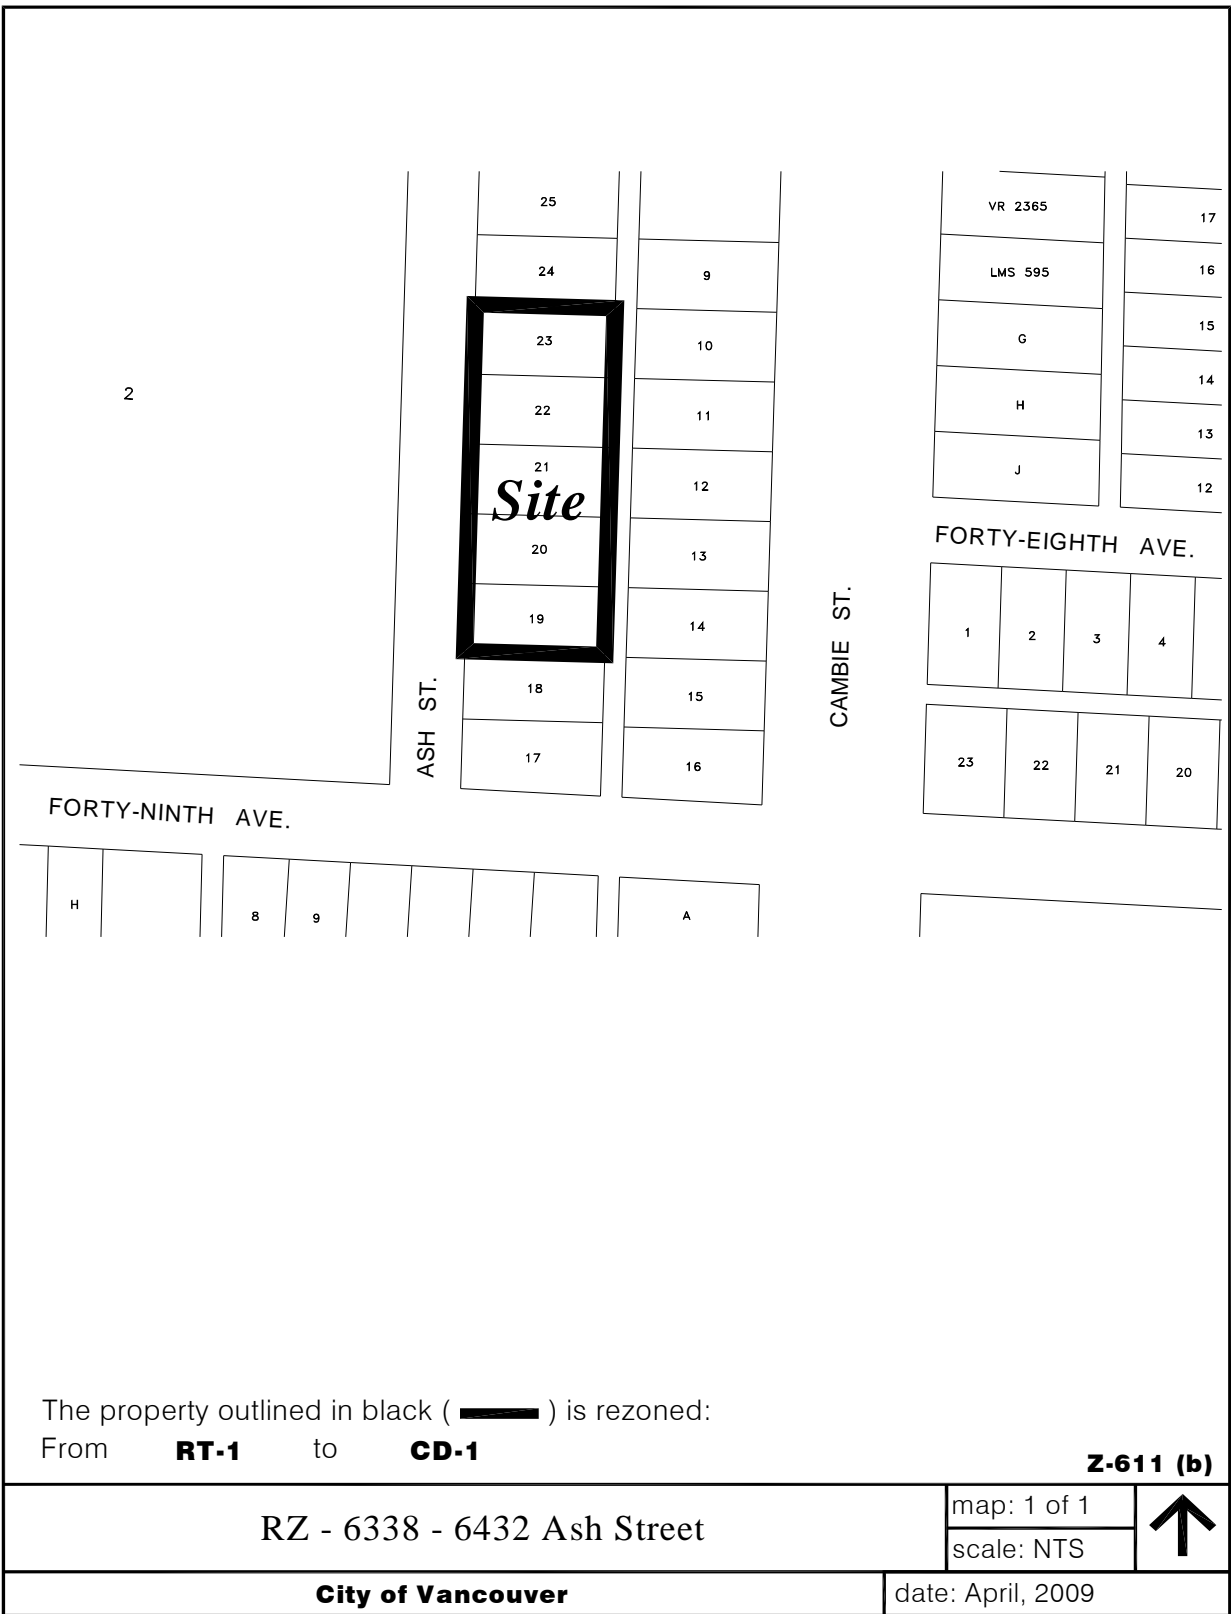 25
VR 2365
17
24
9
LMS 595
16
23
10
G
15
2
22
11
H
14
21
12
J
13
Site
12
20
13
FORTY-EIGHTH AVE.
19
14
CAMBIE ST.
1
2
3
4
18
15
ASH ST.
17
16
23
22
21
20
FORTY-NINTH AVE.
H
8
9
A
The property outlined in black ( ) is rezoned:
From RT-1 to CD-1
Z-611 (b)
RZ - 6338 - 6432 Ash Street
map: 1 of 1
scale: NTS
City of Vancouver
date: April, 2009